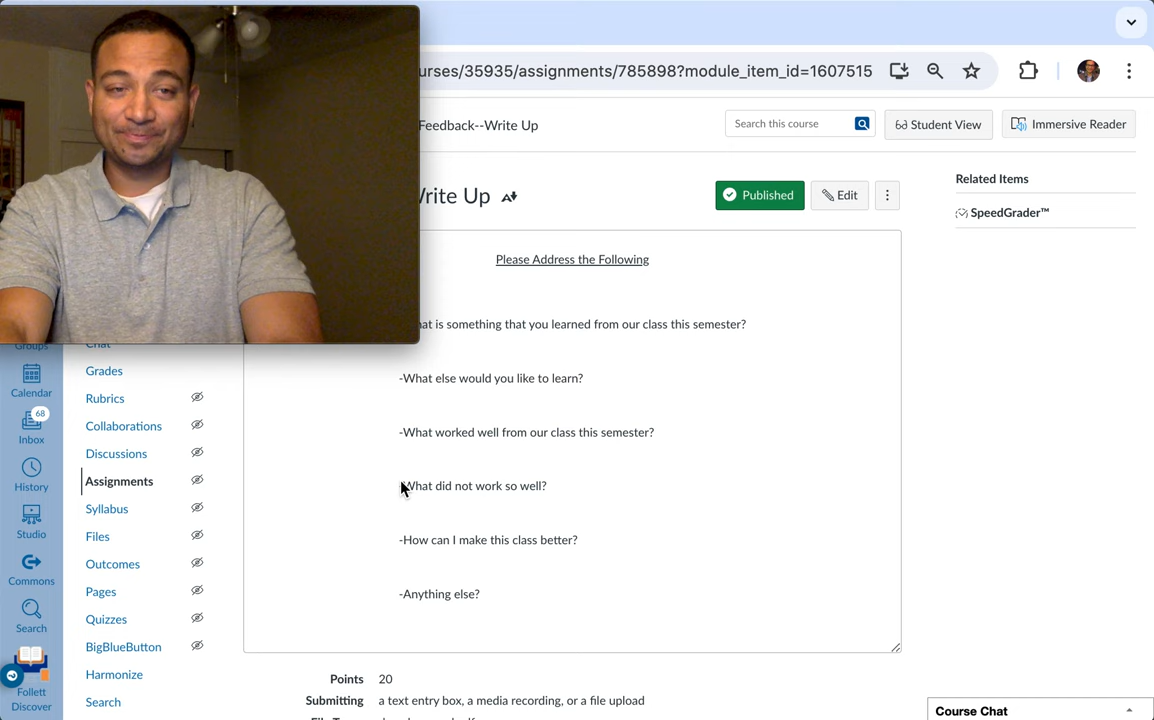 urses/35935/assignments/785898?module_item_id=1607515
Feedback--Write Up
Search this course
Student View
Immersive Reader
Write Up
Published
Edit
Related Items
SpeedGrader™
Please Address the Following
hat is something that you learned from our class this semester?
-What else would you like to learn?
-What worked well from our class this semester?
-What did not work so well?
-How can I make this class better?
-Anything else?
Points 20
Submitting a text entry box, a media recording, or a file upload
Groups
Calendar
68
Inbox
History
Studio
Commons
Search
Follett
Discover
Chat
Grades
Rubrics
Collaborations
Discussions
Assignments
Syllabus
Files
Outcomes
Pages
Quizzes
BigBlueButton
Harmonize
Search
Course Chat